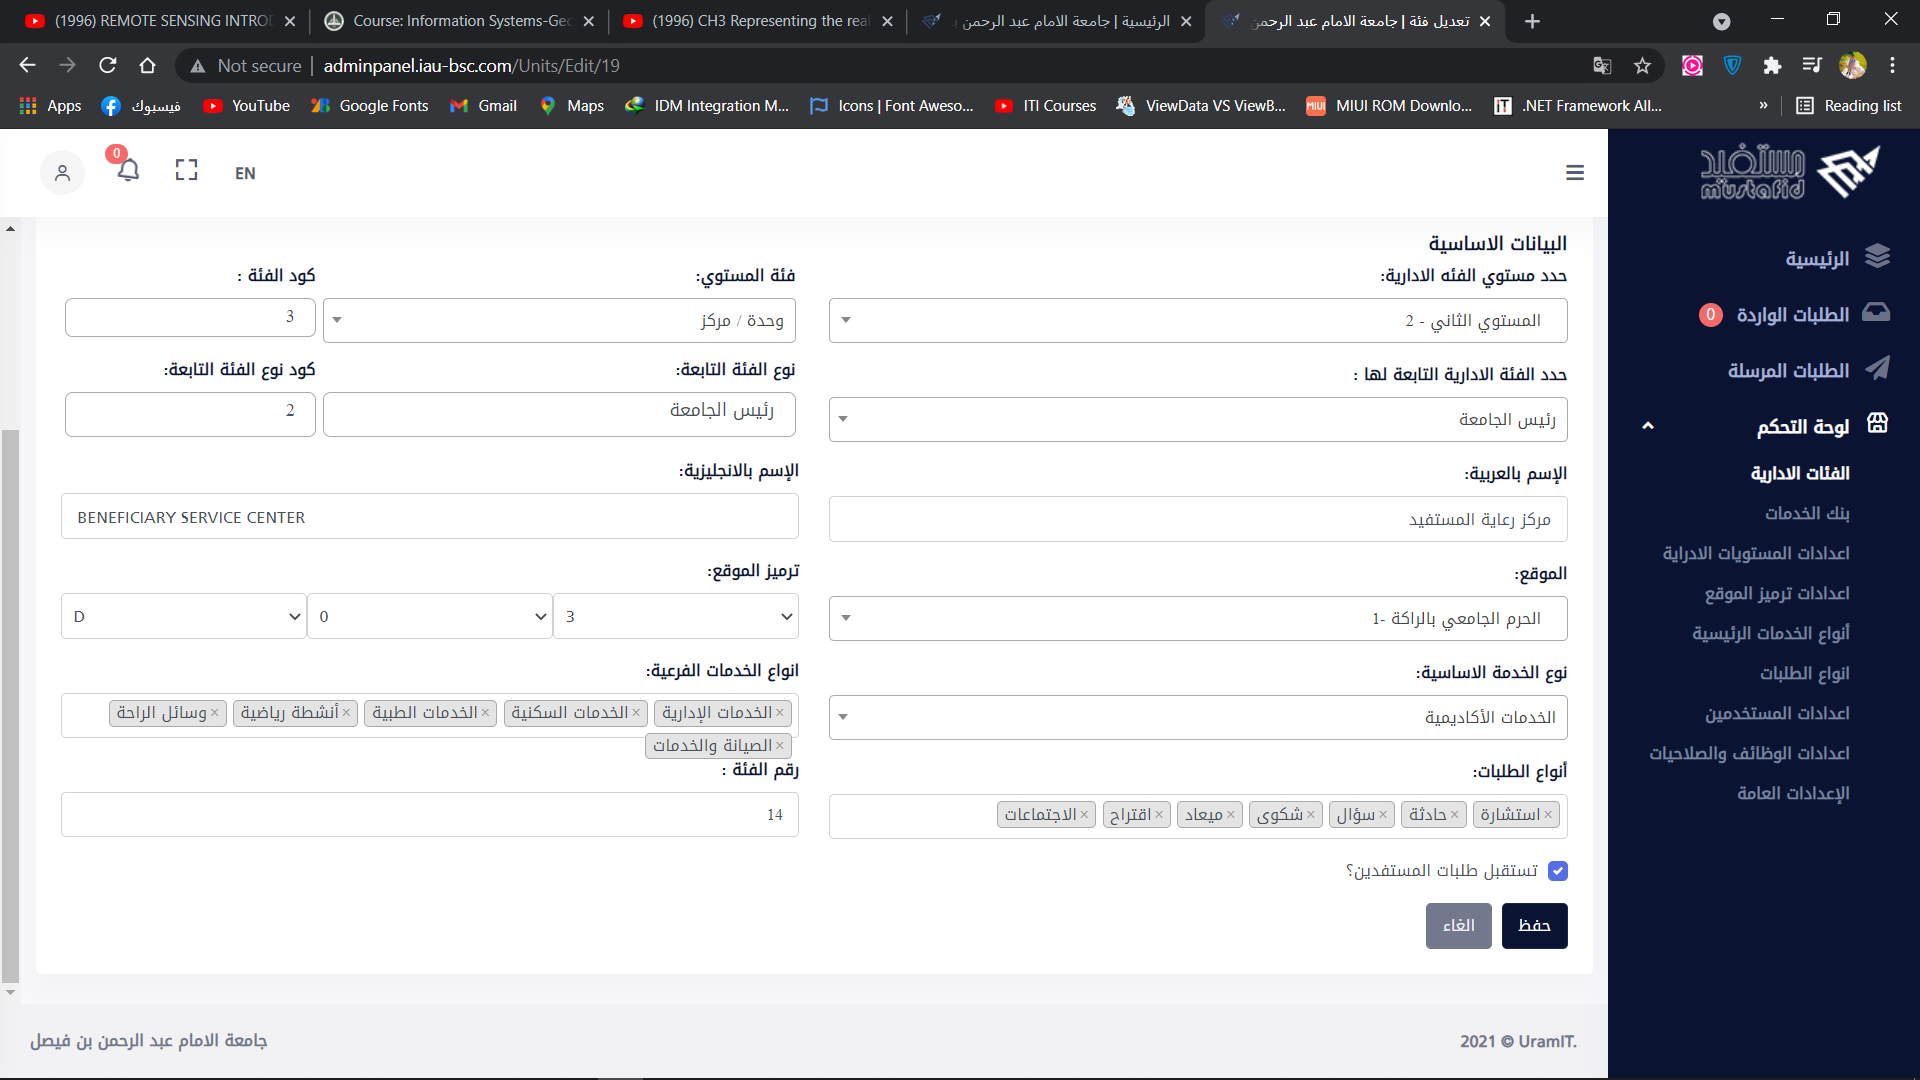 (1996) REMOTE SENSING INTROD
Course: Information Systems-Geo
(1996) CH3 Representing the real
الرئيسية | جامعة الامام عبد الرحمن ب
تعديل فئة | جامعة الامام عبد الرحمن
Not secure
adminpanel.iau-bsc.com/Units/Edit/19
Apps
فيسبوك
YouTube
Google Fonts
Gmail
Maps
IDM Integration M...
Icons | Font Aweso...
ITI Courses
ViewData VS ViewB...
MIUI ROM Downlo...
.NET Framework All...
»
Reading list
0
EN
مستفيد
mustafid
الرئيسية
الطلبات الواردة 0
الطلبات المرسلة
لوحة التحكم
الفئات الادارية
بنك الخدمات
اعدادات المستويات الادراية
اعدادات ترميز الموقع
أنواع الخدمات الرئيسية
انواع الطلبات
اعدادات المستخدمين
اعدادات الوظائف والصلاحيات
الإعدادات العامة
البيانات الاساسية
حدد مستوي الفئه الادارية:
المستوي الثاني - 2
فئة المستوي:
وحدة / مركز
كود الفئة :
3
حدد الفئة الادارية التابعة لها :
رئيس الجامعة
نوع الفئة التابعة:
رئيس الجامعة
كود نوع الفئة التابعة:
2
الإسم بالعربية:
مركز رعاية المستفيد
الإسم بالانجليزية:
BENEFICIARY SERVICE CENTER
الموقع:
الحرم الجامعي بالراكة -1
ترميز الموقع:
D
0
3
نوع الخدمة الاساسية:
الخدمات الأكاديمية
انواع الخدمات الفرعية:
×الخدمات الإدارية ×الخدمات السكنية ×الخدمات الطبية ×أنشطة رياضية ×وسائل الراحة
×الصيانة والخدمات
أنواع الطلبات:
×استشارة ×حادثة ×سؤال ×شكوى ×ميعاد ×اقتراح ×الاجتماعات
رقم الفئة :
14
تستقبل طلبات المستفدين؟
حفظ
الغاء
2021 © UramIT.
جامعة الامام عبد الرحمن بن فيصل